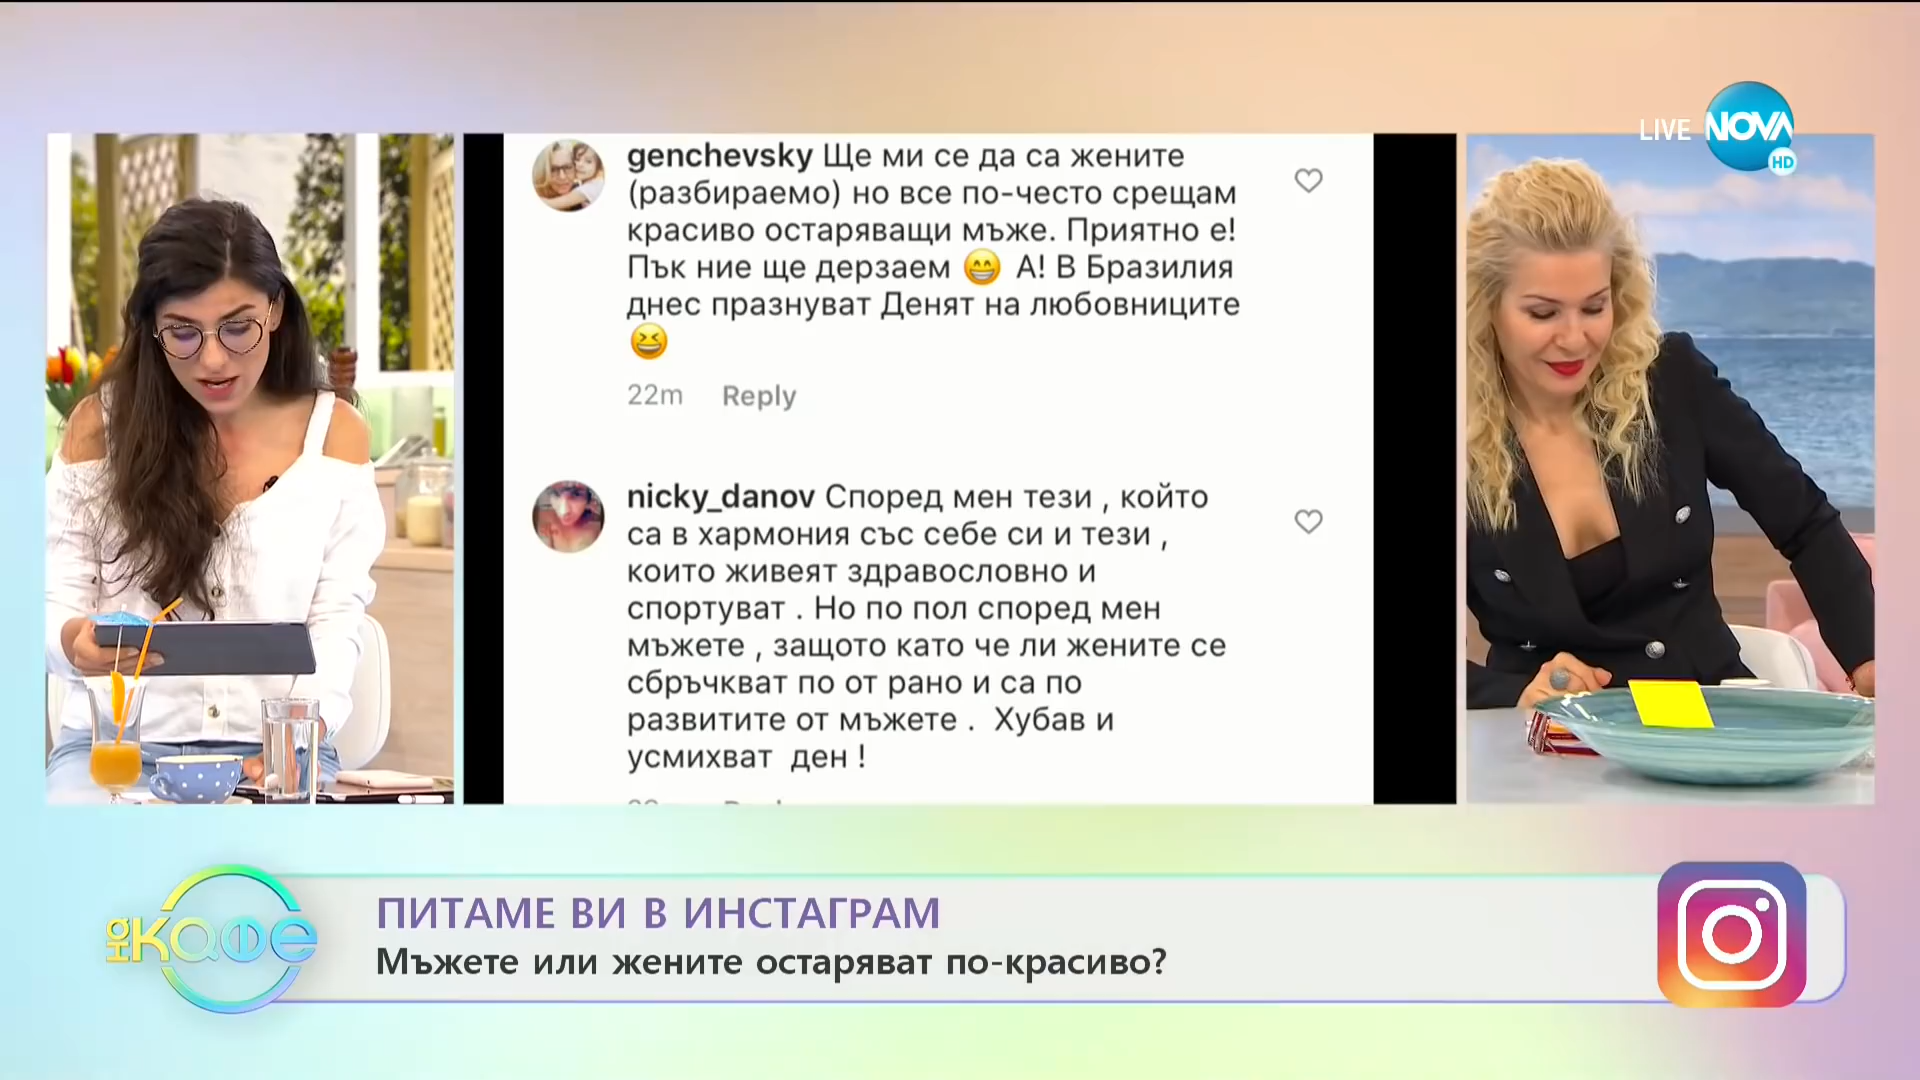 LIVE NOVA
HD
genchevsky Ще ми се да са жените
(разбираемо) но все по-често срещам
красиво остаряващи мъже. Приятно е!
Пък ние ще дерзаем 😁 А! В Бразилия
днес празнуват Денят на любовниците
😆
22m Reply
nicky_danov Според мен тези , който
са в хармония със себе си и тези ,
които живеят здравословно и
спортуват . Но по пол според мен
мъжете , защото като че ли жените се
сбръчкват по от рано и са по
развитите от мъжете . Хубав и
усмихват ден !
НА КАФЕ
ПИТАМЕ ВИ В ИНСТАГРАМ
Мъжете или жените остаряват по-красиво?